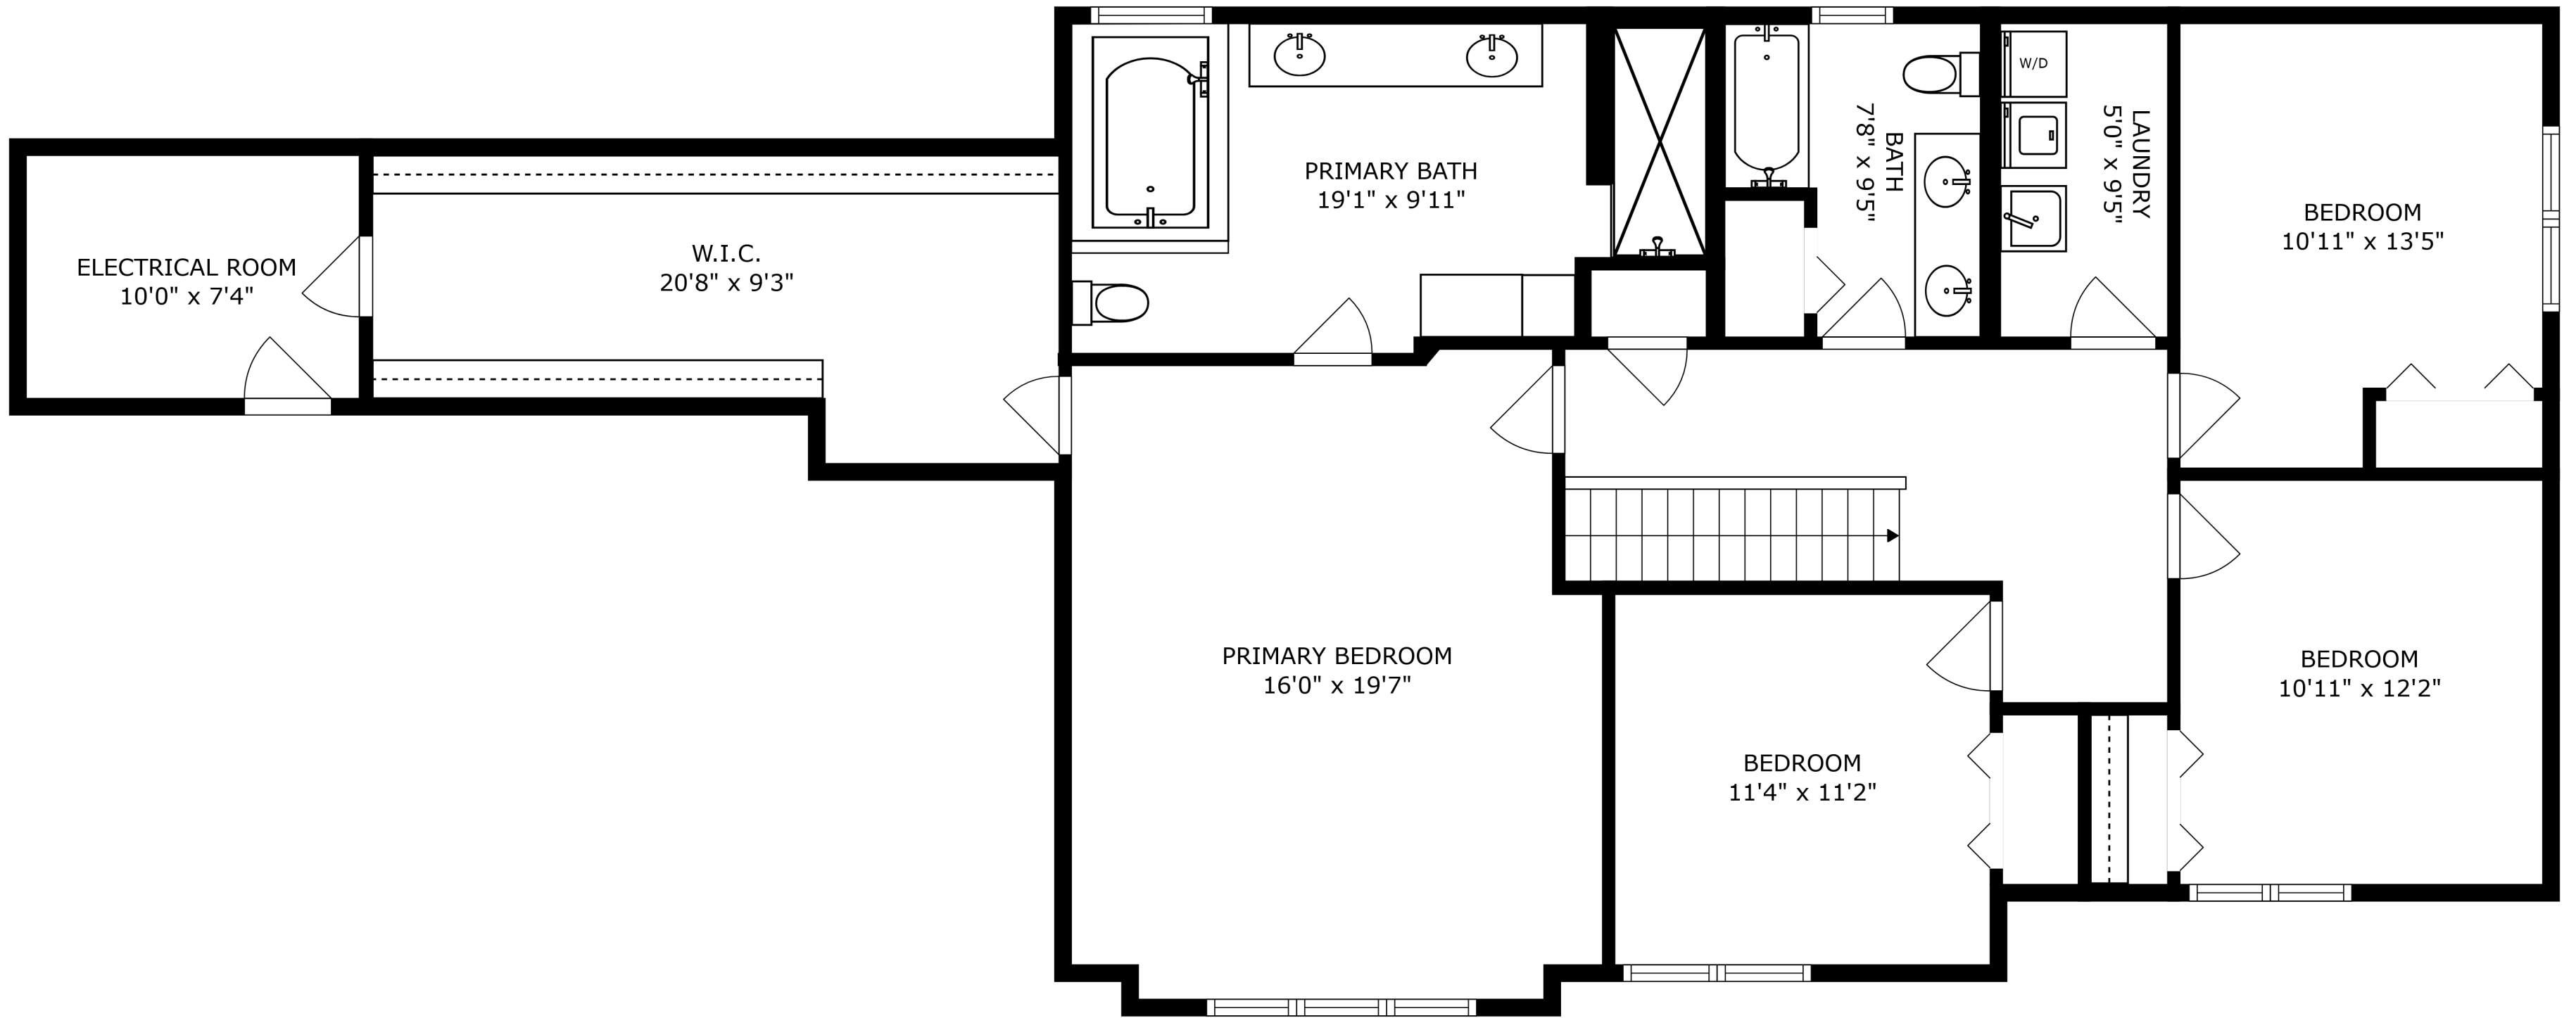 ELECTRICAL ROOM
10'0" x 7'4"
W.I.C.
20'8" x 9'3"
PRIMARY BATH
19'1" x 9'11"
BATH
7'8" x 9'5"
W/D
LAUNDRY
5'0" x 9'5"
BEDROOM
10'11" x 13'5"
PRIMARY BEDROOM
16'0" x 19'7"
BEDROOM
11'4" x 11'2"
BEDROOM
10'11" x 12'2"